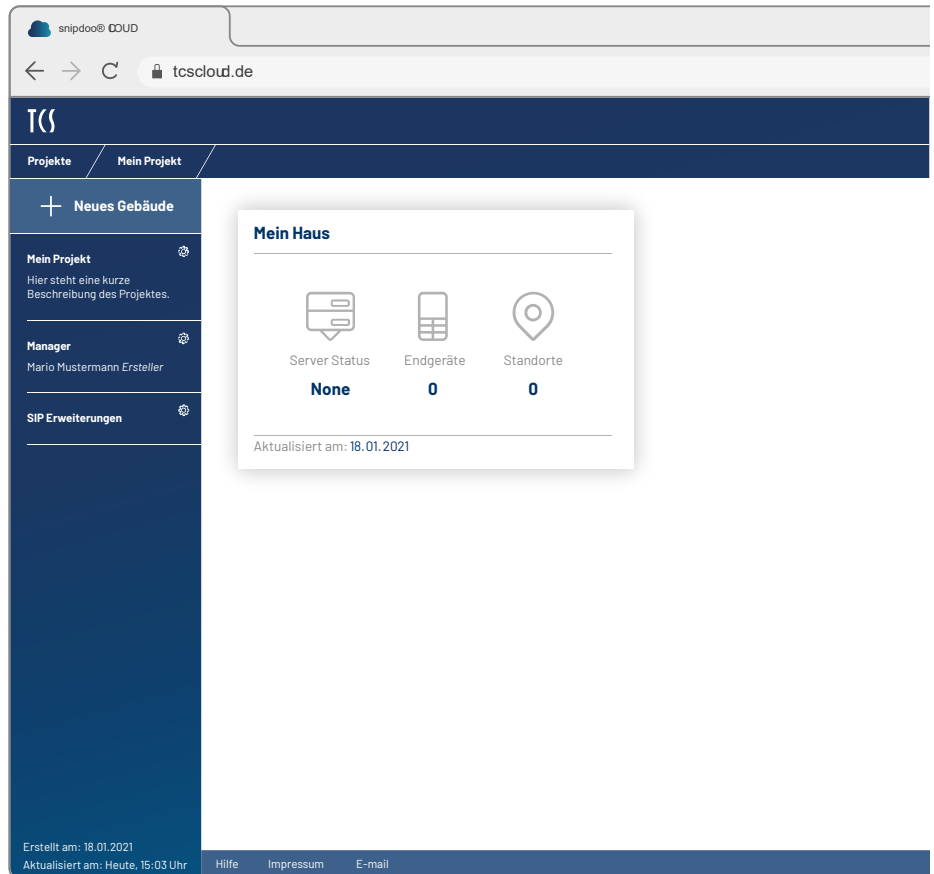 snipdoo® CLOUD
tcscloud.de
TCS
Projekte
Mein Projekt
Neues Gebäude
Mein Projekt
Hier steht eine kurze
Beschreibung des Projektes.
Manager
Mario Mustermann Ersteller
SIP Erweiterungen
Mein Haus
Server Status
Endgeräte
Standorte
None
0
0
Aktualisiert am: 18.01.2021
Erstellt am: 18.01.2021
Aktualisiert am: Heute, 15:03 Uhr
Hilfe
Impressum
E-mail